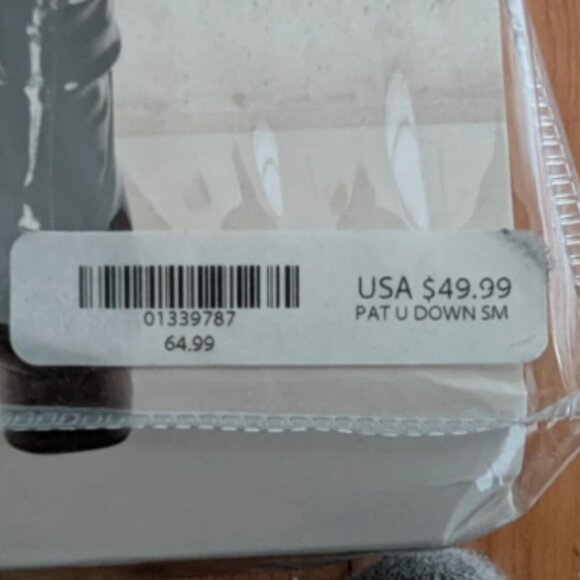 01339787
64.99
USA $49.99
PAT U DOWN SM